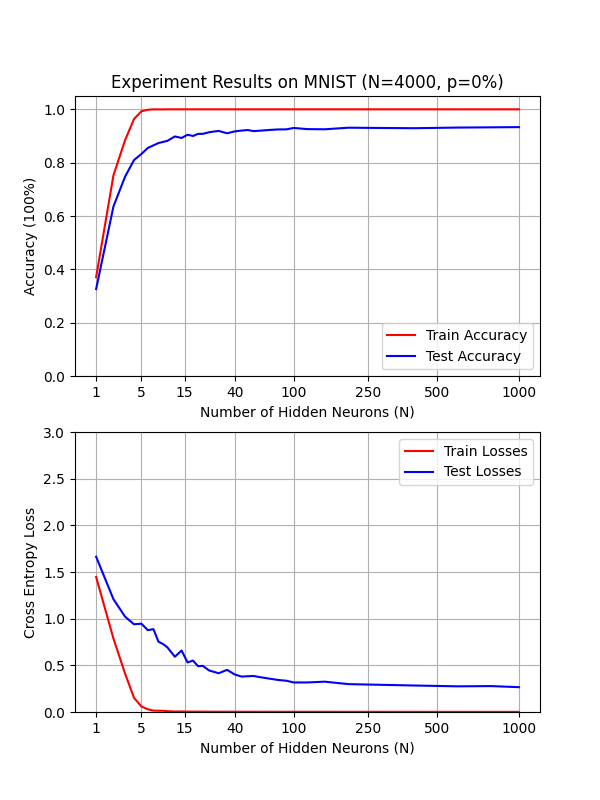 Experiment Results on MNIST (N=4000, p=0%)
1.0
0.8
0.6
0.4
0.2
0.0
Accuracy (100%)
Train Accuracy
Test Accuracy
1 5 15 40 100 250 500 1000
Number of Hidden Neurons (N)
3.0
2.5
2.0
1.5
1.0
0.5
0.0
Cross Entropy Loss
Train Losses
Test Losses
1 5 15 40 100 250 500 1000
Number of Hidden Neurons (N)